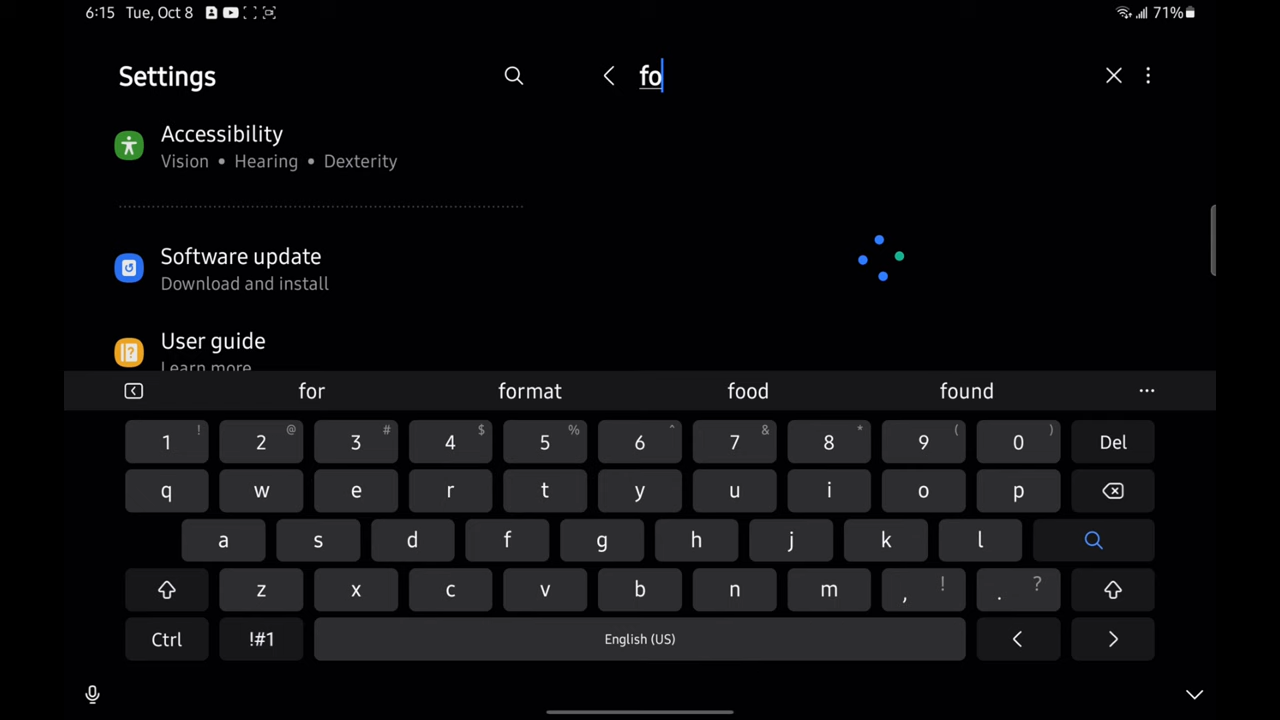 6:15 Tue, Oct 8 71%
Settings
fo
Accessibility
Vision • Hearing • Dexterity
Software update
Download and install
User guide
Learn more
for format food found ...
1 ! 2 @ 3 # 4 $ 5 % 6 ^ 7 & 8 * 9 ( 0 ) Del
q w e r t y u i o p
a s d f g h j k l
z x c v b n m , ! . ?
Ctrl !#1 English (US) < >